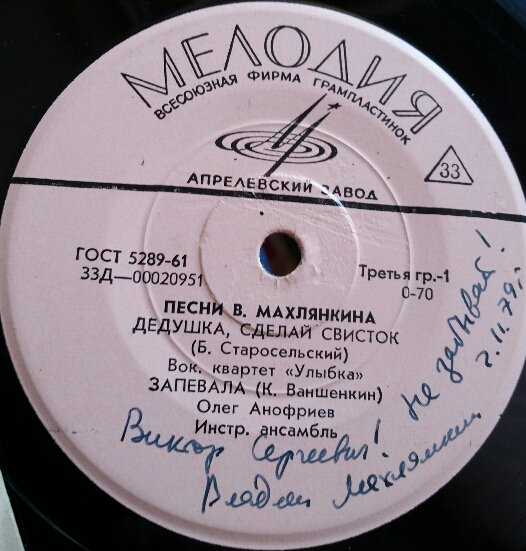 МЕЛОДИЯ
ВСЕСОЮЗНАЯ ФИРМА ГРАМПЛАСТИНОК
33
АПРЕЛЕВСКИЙ ЗАВОД
ГОСТ 5289-61
33Д—00020951
Третья гр.-1
0-70
ПЕСНИ В. МАХЛЯНКИНА
ДЕДУШКА, СДЕЛАЙ СВИСТОК
(Б. Старосельский)
Вок. квартет «Улыбка»
ЗАПЕВАЛА (К. Ваншенкин)
Олег Анофриев
Инстр. ансамбль
Виктор Сергеевич! Не забывай!
Владлен Махлянкин
2.11.79г.